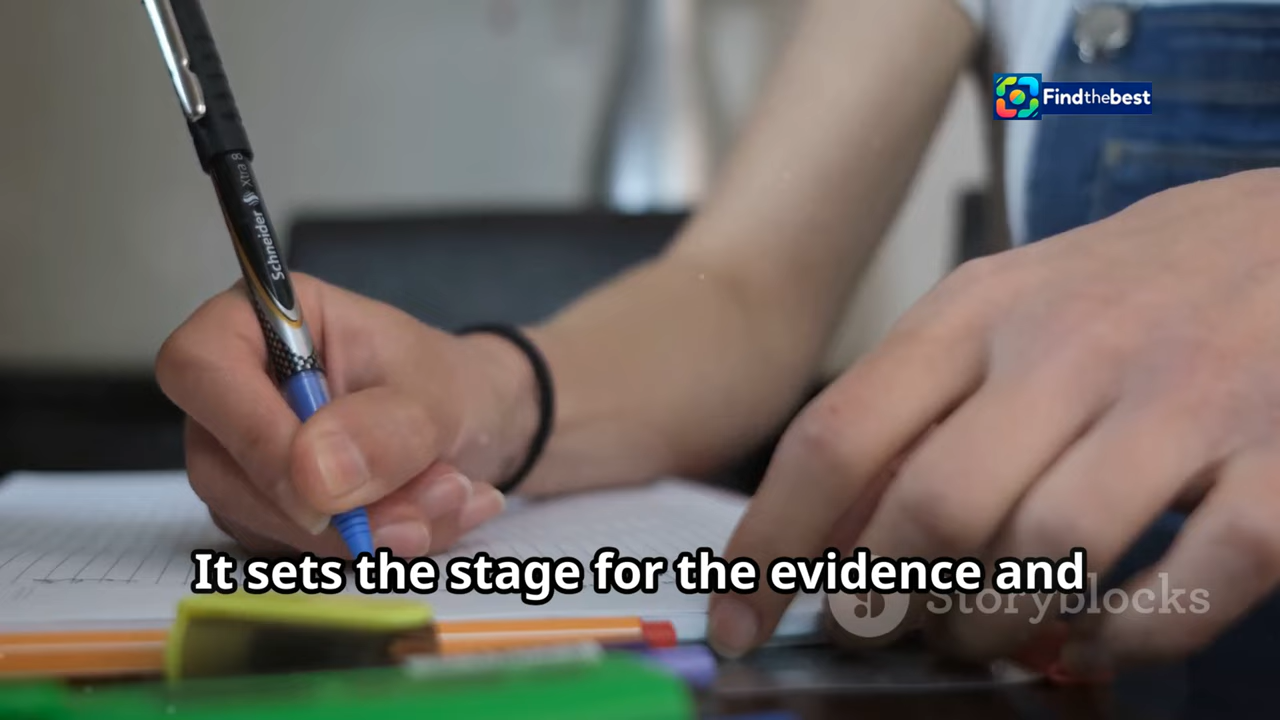 Findthebest
Schneider Xtra 8
It sets the stage for the evidence and
Storyblocks